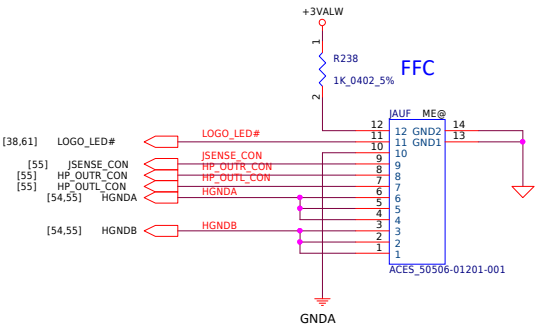 +3VALW
1
R238
1K_0402_5%
2
FFC
JAUF ME@
12 12 GND2 14
[38,61] LOGO_LED# LOGO_LED# 11 11 GND1 13
10 10
[55] JSENSE_CON JSENSE_CON 9 9
[55] HP_OUTR_CON HP_OUTR_CON 8 8
[55] HP_OUTL_CON HP_OUTL_CON 7 7
[54,55] HGNDA HGNDA 6 6
5 5
4 4
[54,55] HGNDB HGNDB 3 3
2 2
1 1
ACES_50506-01201-001
GNDA